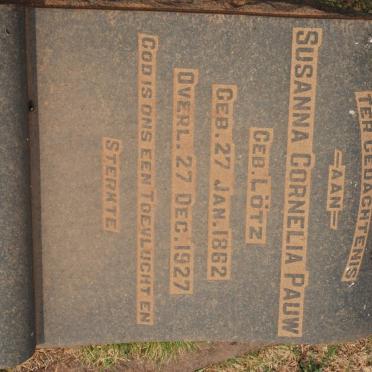 TER GEDACHTENIS
AAN
SUSANNA CORNELIA PAUW
GEB. LÖTZ
GEB. 27 JAN. 1862
OVERL. 27 DEC. 1927
GOD IS ONS EEN TOEVLUCHT EN
STERKTE